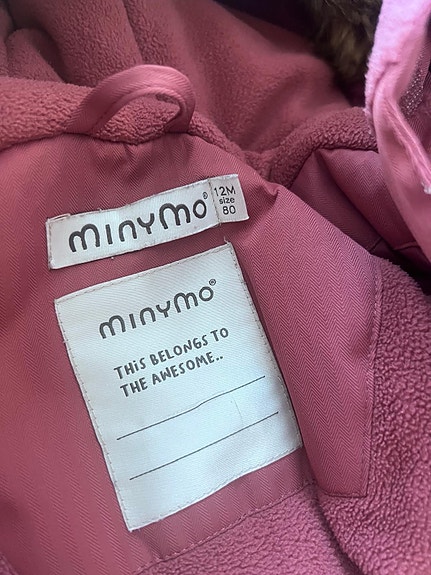 minymo®
12M
size
80
minymo®
THiS BELONGS TO
THE AWESOME..